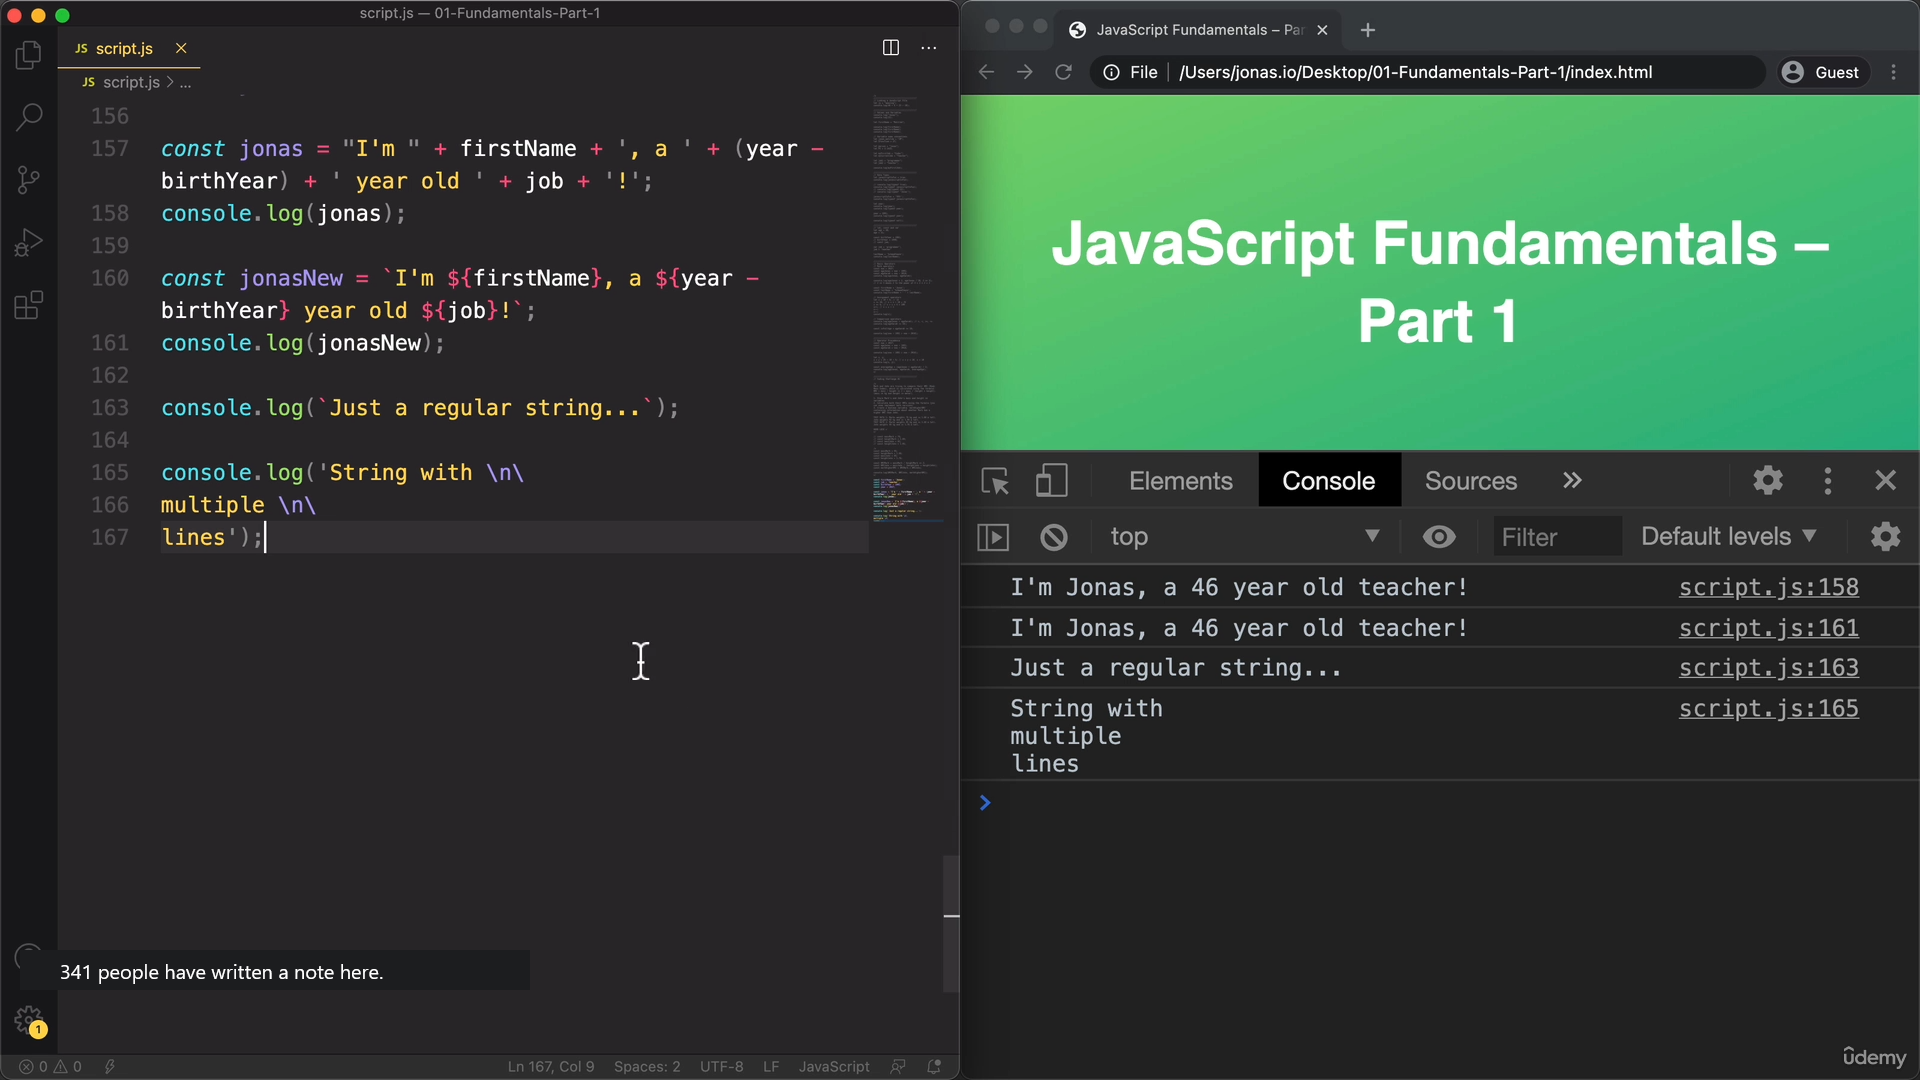 script.js — 01-Fundamentals-Part-1
JS script.js
JS script.js > ...
156
157 const jonas = "I'm " + firstName + ', a ' + (year -
birthYear) + ' year old ' + job + '!';
158 console.log(jonas);
159
160 const jonasNew = `I'm ${firstName}, a ${year -
birthYear} year old ${job}!`;
161 console.log(jonasNew);
162
163 console.log(`Just a regular string...`);
164
165 console.log('String with \n\
166 multiple \n\
167 lines');
341 people have written a note here.
1
0 0
Ln 167, Col 9 Spaces: 2 UTF-8 LF JavaScript
JavaScript Fundamentals – Par
File /Users/jonas.io/Desktop/01-Fundamentals-Part-1/index.html Guest
JavaScript Fundamentals –
Part 1
Elements Console Sources
top Filter Default levels
I'm Jonas, a 46 year old teacher! script.js:158
I'm Jonas, a 46 year old teacher! script.js:161
Just a regular string... script.js:163
String with script.js:165
multiple
lines
ûdemy